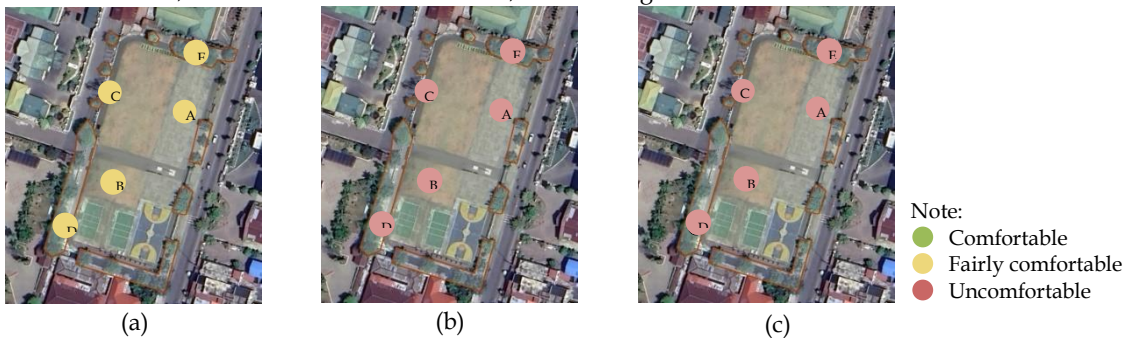 E
C
A
B
D
E
C
A
B
D
E
C
A
B
D
Note:
Comfortable
Fairly comfortable
Uncomfortable
(a)
(b)
(c)